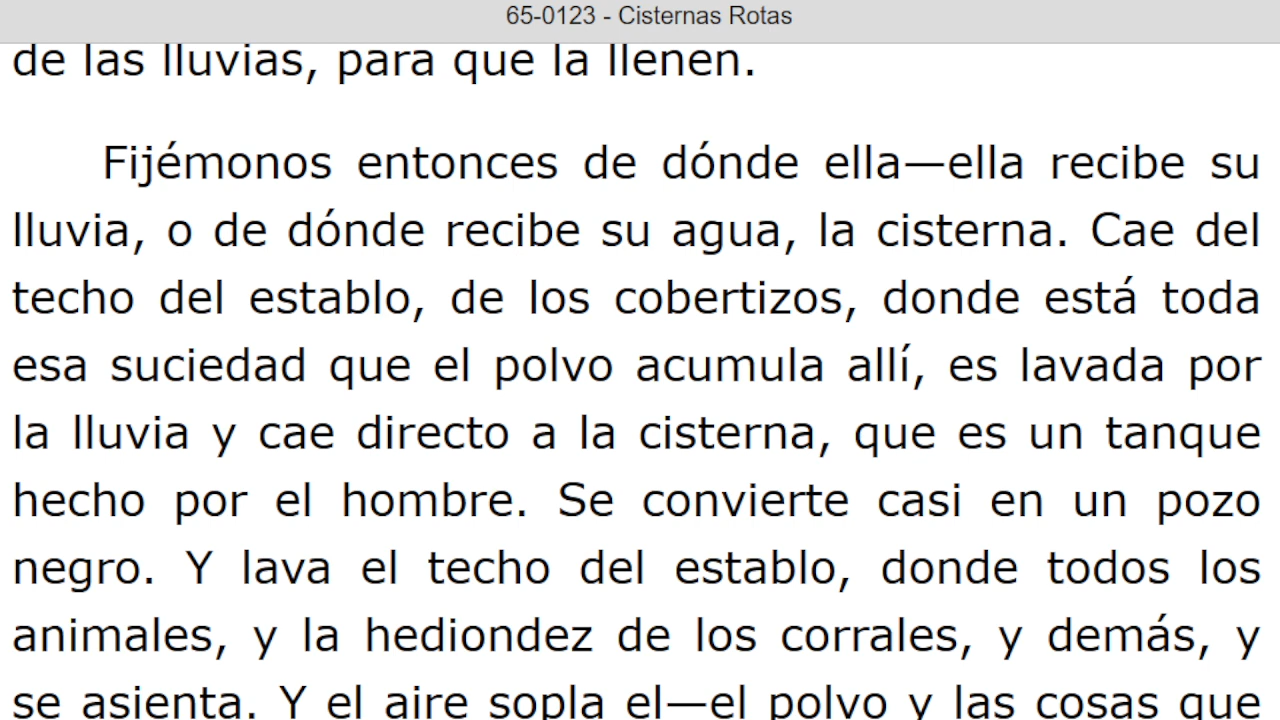 65-0123 - Cisternas Rotas
de las lluvias, para que la llenen.
Fijémonos entonces de dónde ella—ella recibe su
lluvia, o de dónde recibe su agua, la cisterna. Cae del
techo del establo, de los cobertizos, donde está toda
esa suciedad que el polvo acumula allí, es lavada por
la lluvia y cae directo a la cisterna, que es un tanque
hecho por el hombre. Se convierte casi en un pozo
negro. Y lava el techo del establo, donde todos los
animales, y la hediondez de los corrales, y demás, y
se asienta. Y el aire sopla el—el polvo y las cosas que